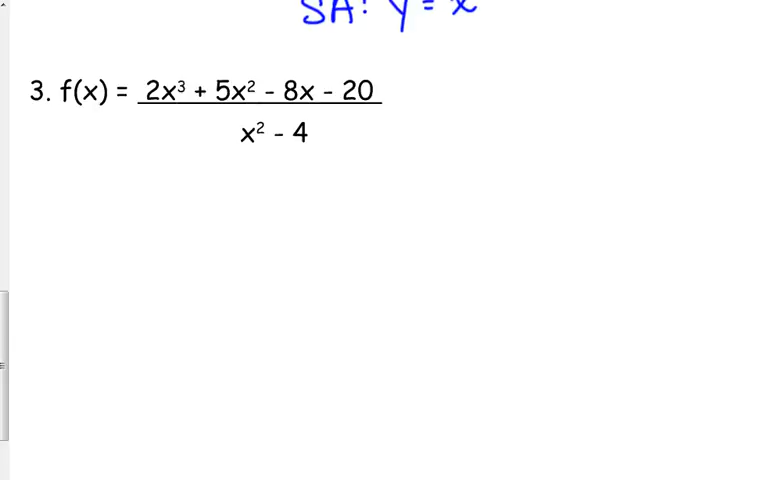 SA: y = x
3. f(x) = 2x³ + 5x² - 8x - 20
x² - 4